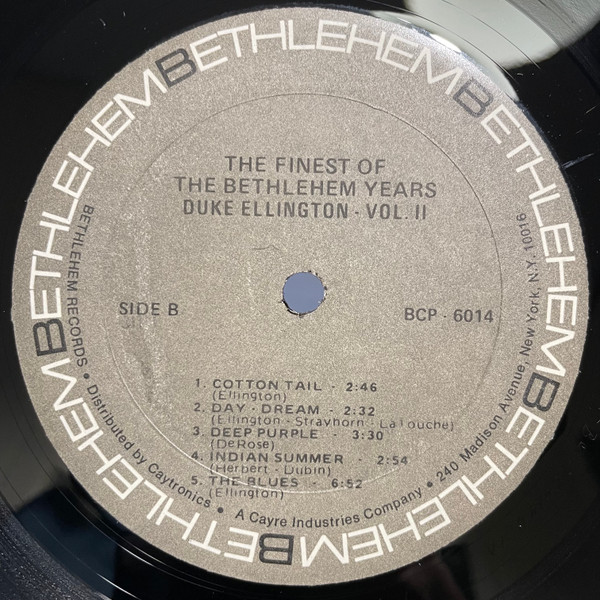 BETHLEHEM BETHLEHEM BETHLEHEM BETHLEHEM BETHLEHEM BETHLEHEM
THE FINEST OF
THE BETHLEHEM YEARS
DUKE ELLINGTON - VOL. II
SIDE B
BCP - 6014
1. COTTON TAIL - 2:46
(Ellington)
2. DAY - DREAM - 2:32
(Ellington - Strayhorn - LaTouche)
3. DEEP PURPLE - 3:30
(DeRose)
4. INDIAN SUMMER - 2:54
(Herbert - Dubin)
5. THE BLUES - 6:52
(Ellington)
BETHLEHEM RECORDS • Distributed by Caytronics • A Cayre Industries Company • 240 Madison Avenue, New York, N.Y. 10016